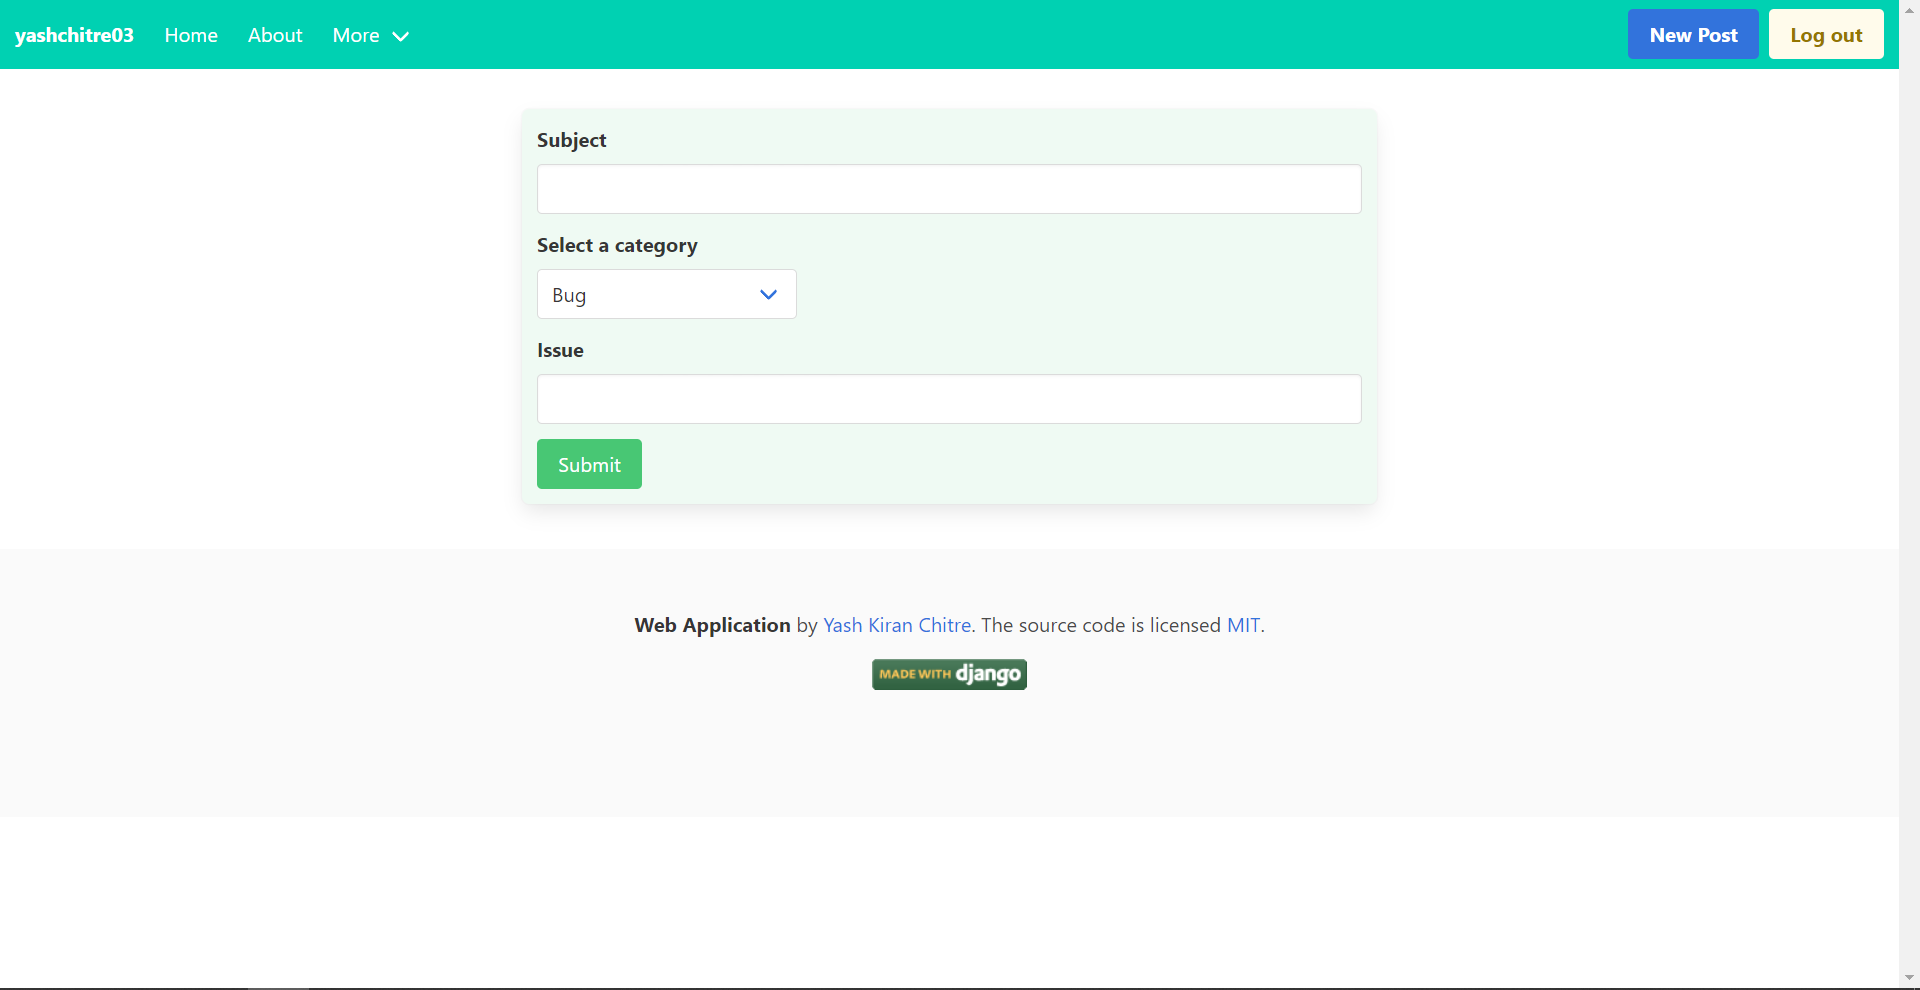 yashchitre03 Home About More New Post Log out
Subject
Select a category
Bug
Issue
Submit
Web Application by Yash Kiran Chitre. The source code is licensed MIT.
MADE WITH django